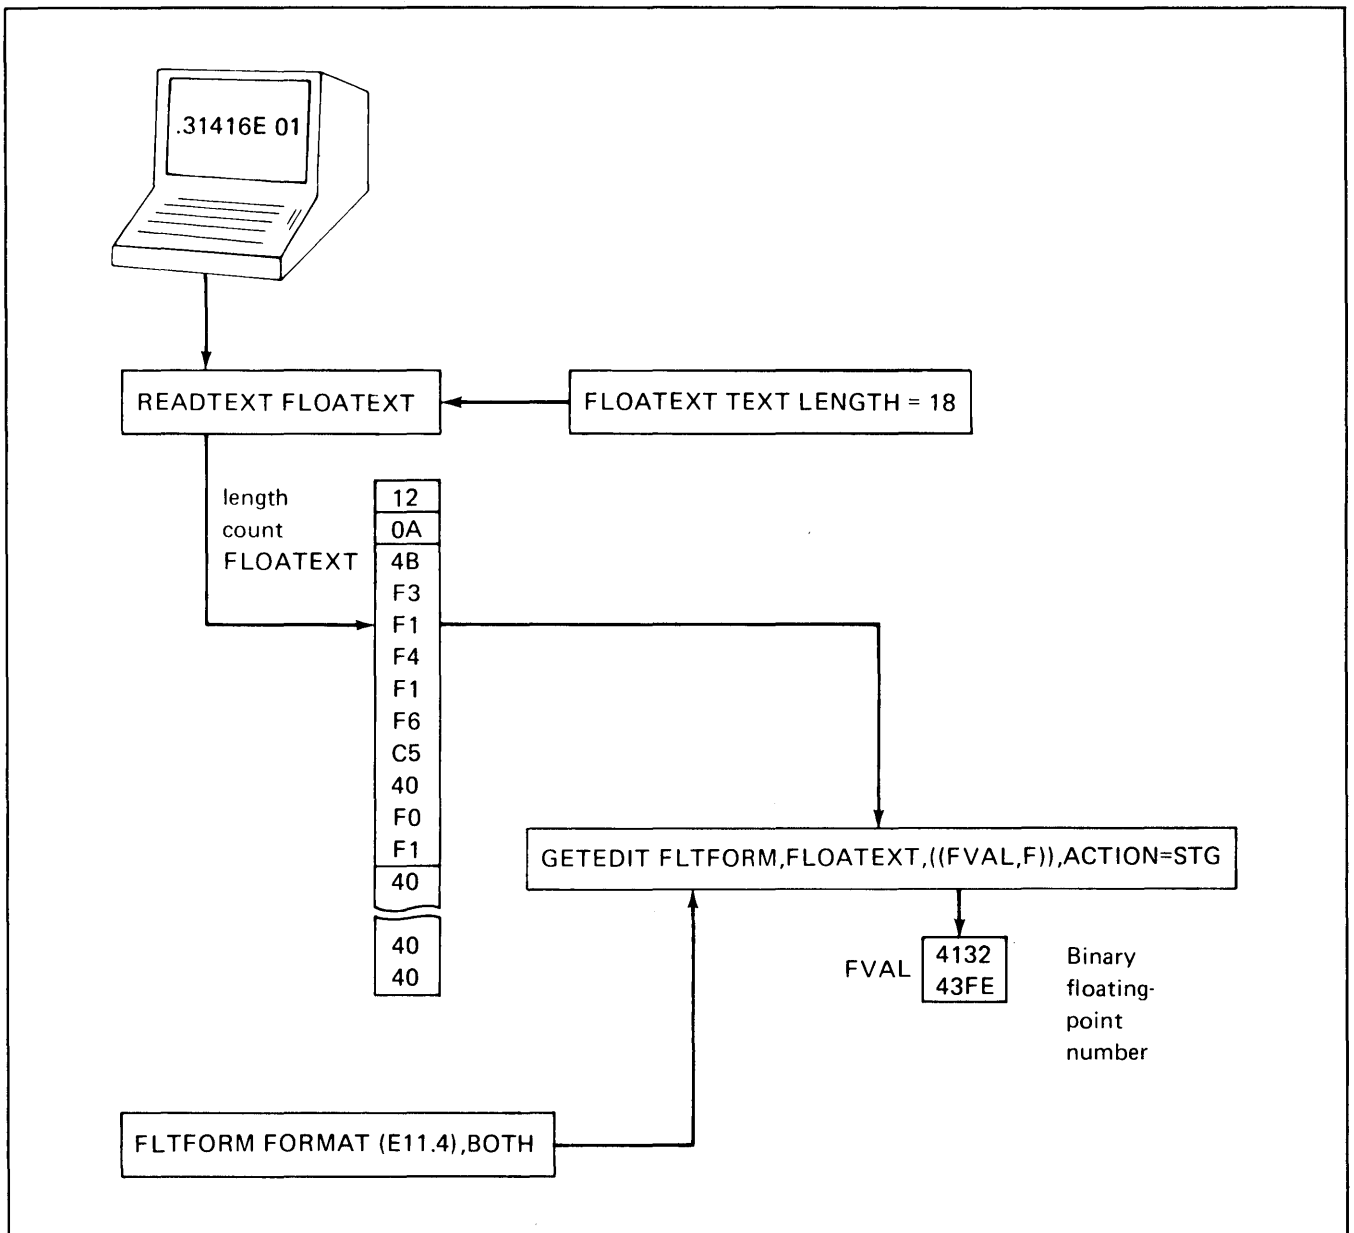 .31416E 01
READTEXT FLOATEXT
FLOATEXT TEXT LENGTH = 18
length 12
count 0A
FLOATEXT 4B
F3
F1
F4
F1
F6
C5
40
F0
F1
40
40
40
GETEDIT FLTFORM,FLOATEXT,((FVAL,F)),ACTION=STG
FVAL
4132
43FE
Binary
floating-
point
number
FLTFORM FORMAT (E11.4),BOTH